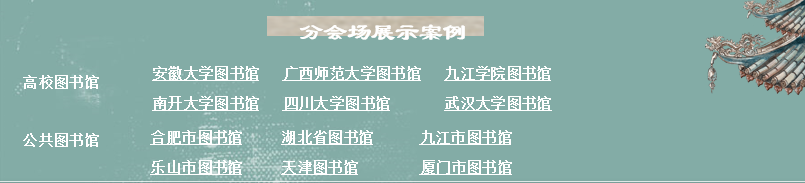 分会场展示案例
安徽大学图书馆 广西师范大学图书馆 九江学院图书馆
高校图书馆
南开大学图书馆 四川大学图书馆 武汉大学图书馆
合肥市图书馆 湖北省图书馆 九江市图书馆
公共图书馆
乐山市图书馆 天津图书馆 厦门市图书馆